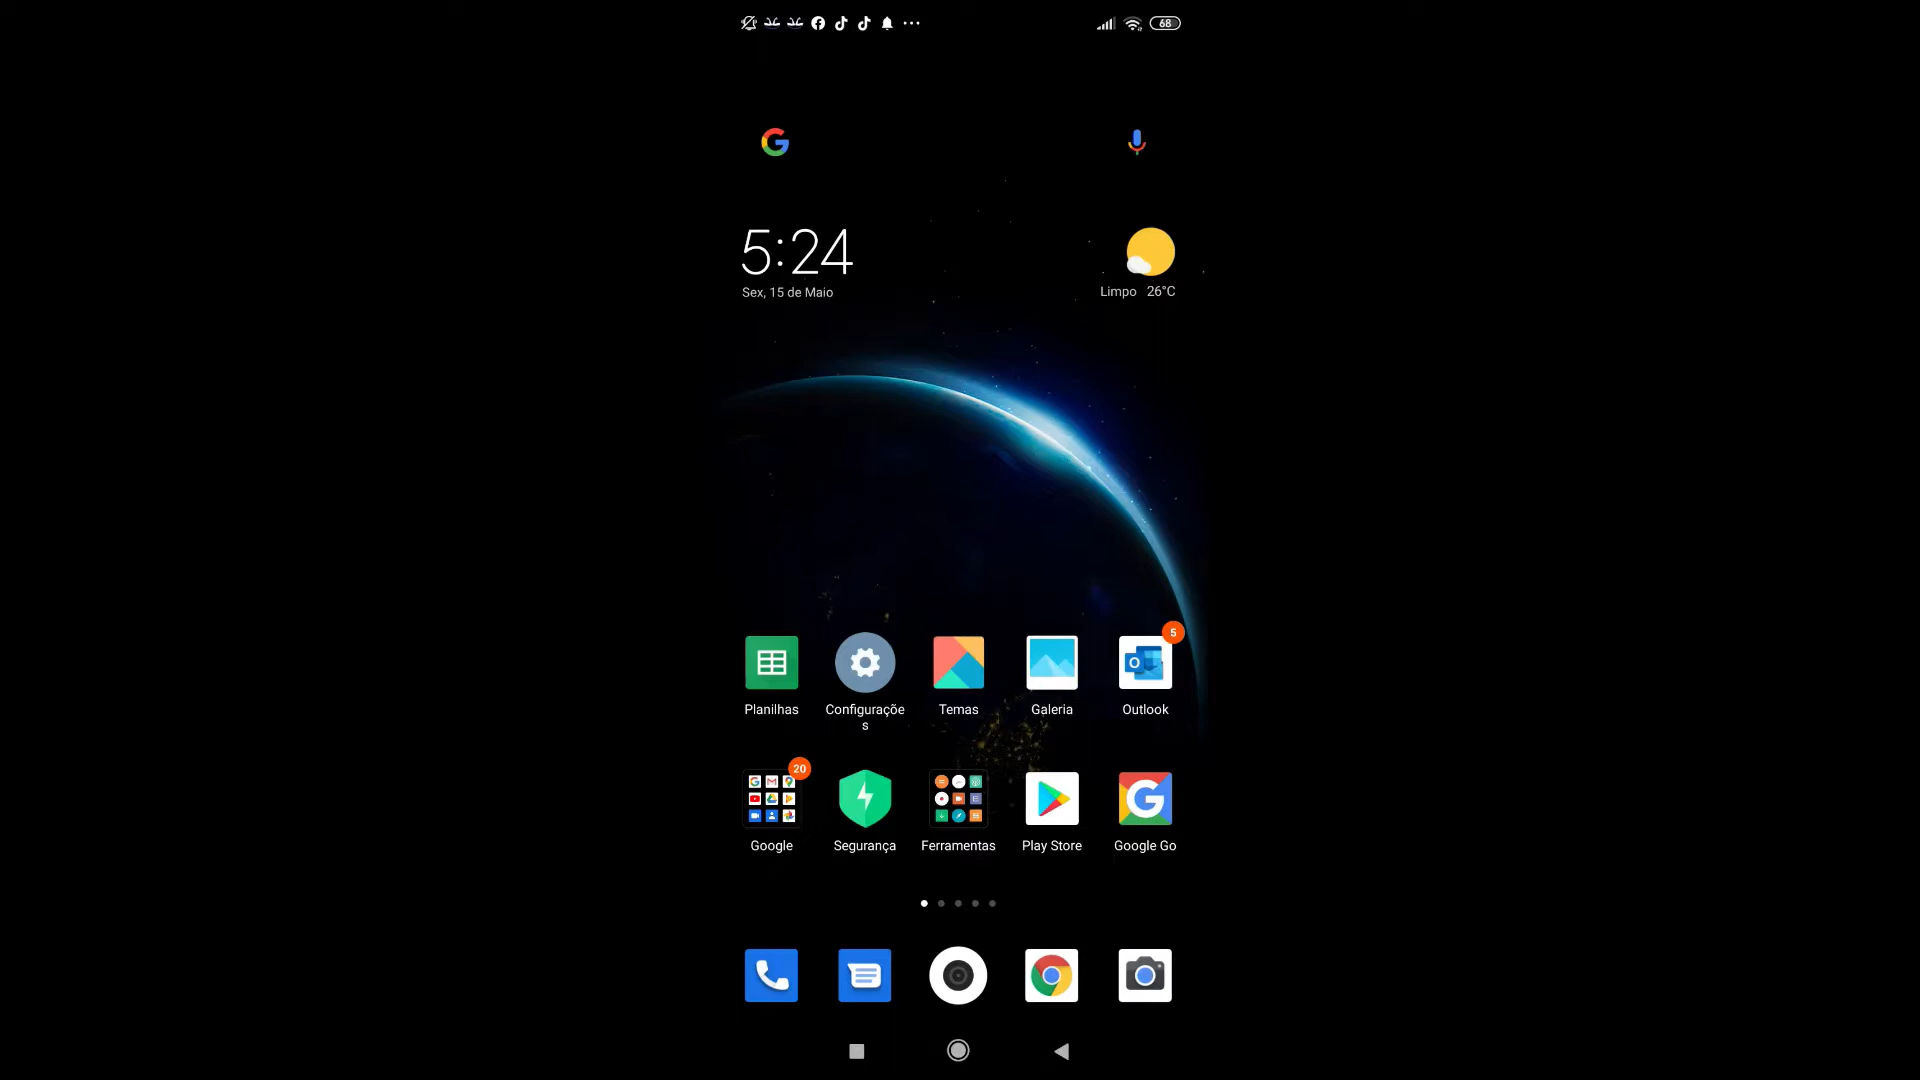 68
5:24
Sex, 15 de Maio
Limpo 26°C
5
Planilhas
Configuraçõe
s
Temas
Galeria
Outlook
20
Google
Segurança
Ferramentas
Play Store
Google Go